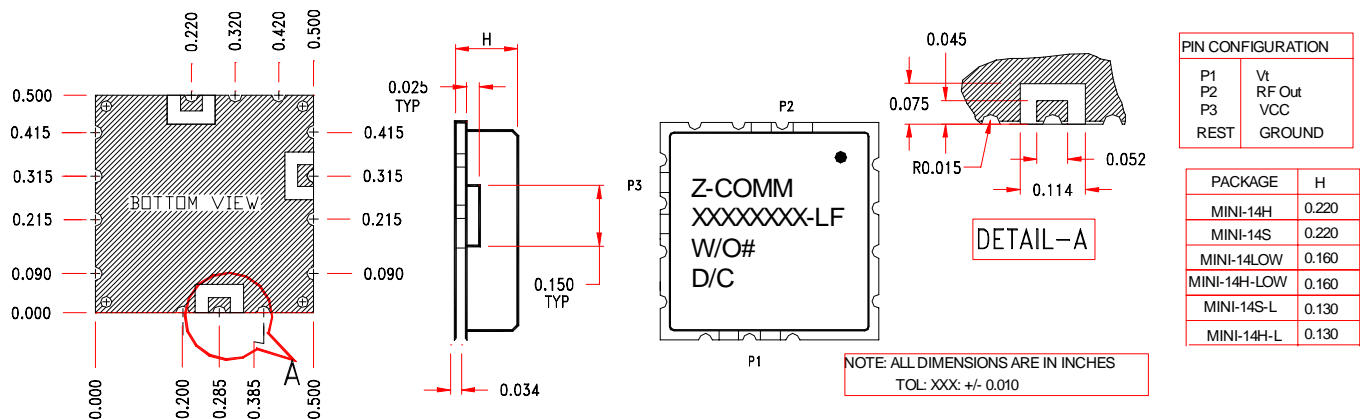 0.220
0.320
0.420
0.500
0.500
0.415
0.315
0.215
0.090
0.000
0.415
0.315
0.215
0.090
BOTTOM VIEW
A
0.000
0.200
0.285
0.385
0.500
H
0.025
TYP
0.150
TYP
0.034
P2
P3
P1
Z-COMM
XXXXXXXXX-LF
W/O#
D/C
0.045
0.075
R0.015
0.052
0.114
DETAIL-A
NOTE: ALL DIMENSIONS ARE IN INCHES
TOL: XXX: +/- 0.010
PIN CONFIGURATION
P1 Vt
P2 RF Out
P3 VCC
REST GROUND
PACKAGE H
MINI-14H 0.220
MINI-14S 0.220
MINI-14LOW 0.160
MINI-14H-LOW 0.160
MINI-14S-L 0.130
MINI-14H-L 0.130